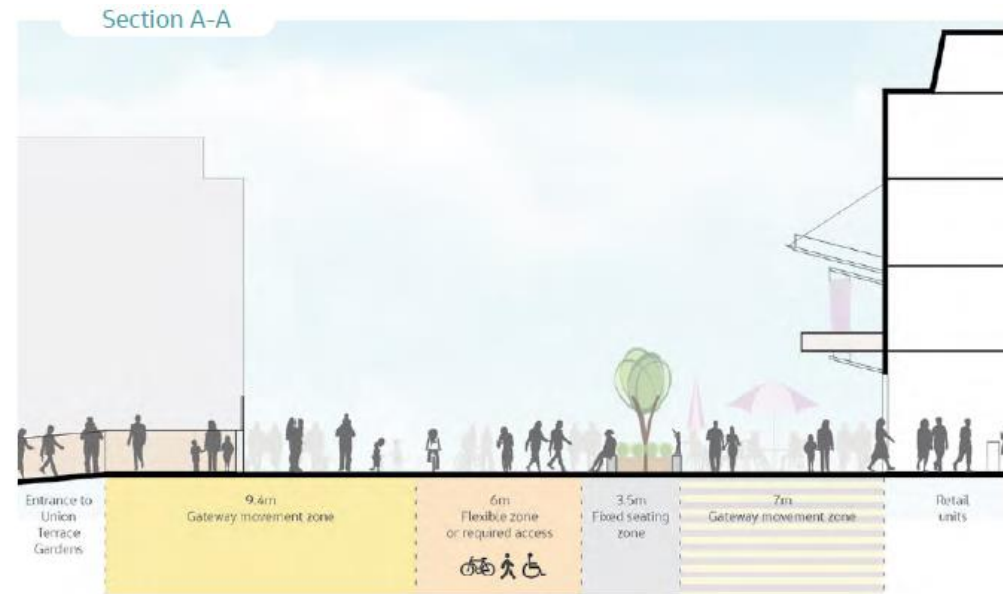 Section A-A
Entrance to
Union
Terrace
Gardens
9.4m
Gateway movement zone
6m
Flexible zone
or required access
3.5m
Fixed seating
zone
7m
Gateway movement zone
Retail
units